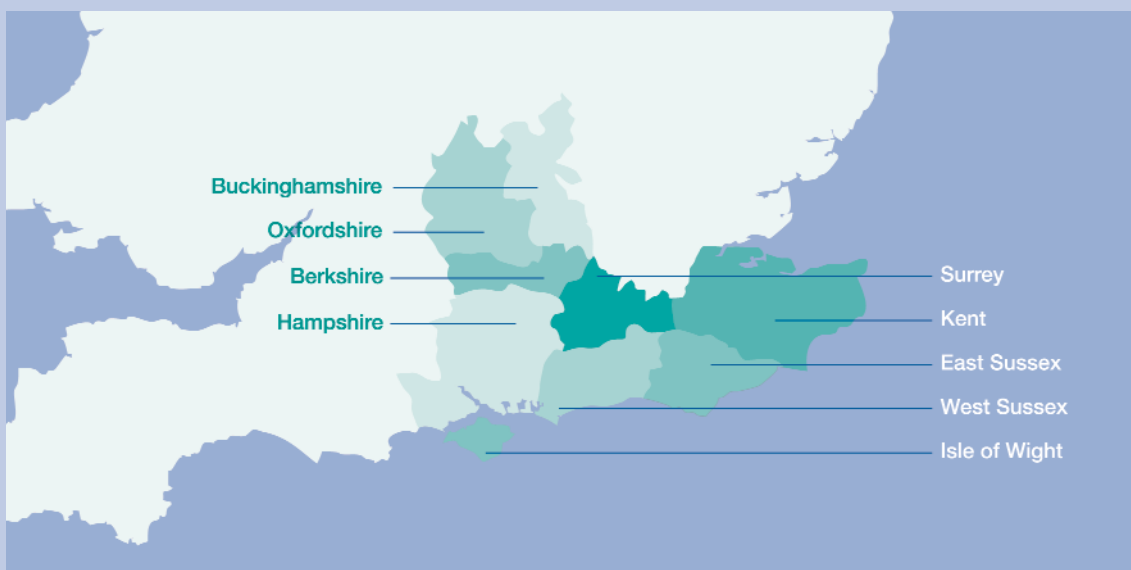 Buckinghamshire
Oxfordshire
Berkshire
Hampshire
Surrey
Kent
East Sussex
West Sussex
Isle of Wight